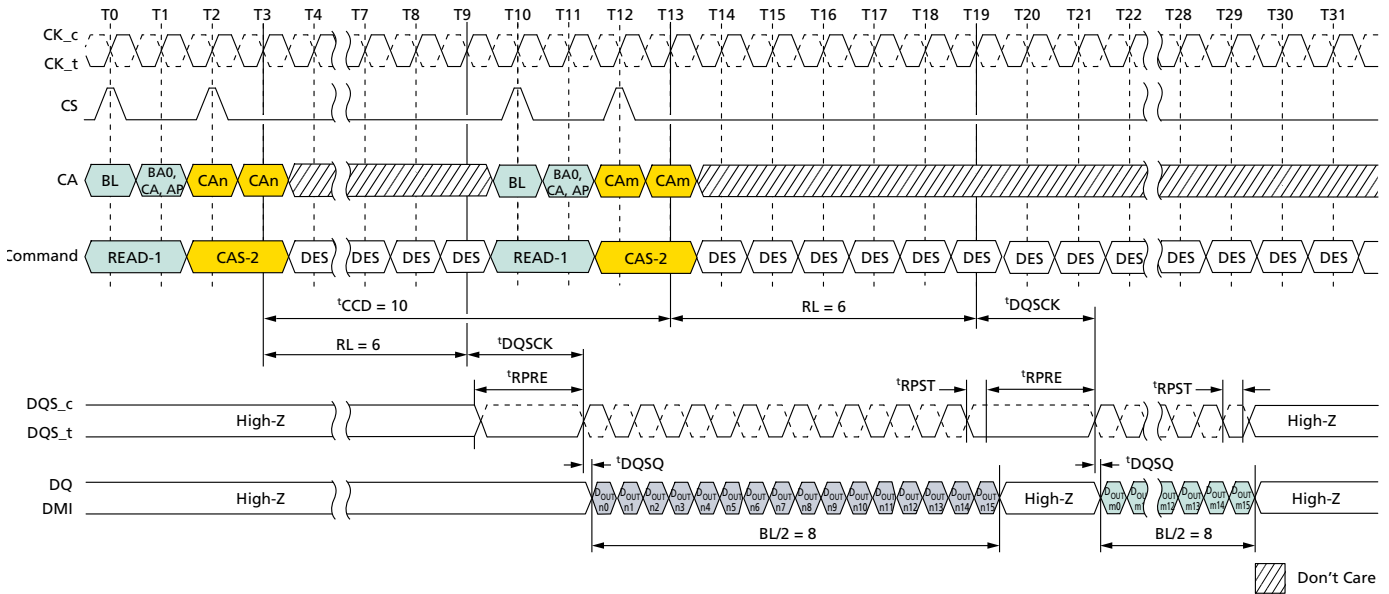 T0 T1 T2 T3 T4 T7 T8 T9 T10 T11 T12 T13 T14 T15 T16 T17 T18 T19 T20 T21 T22 T28 T29 T30 T31
CK_c
CK_t
CS
CA BL BA0, CA, AP CAn CAn BL BA0, CA, AP CAm CAm
Command READ-1 CAS-2 DES DES DES DES READ-1 CAS-2 DES DES DES DES DES DES DES DES DES DES DES DES DES
tCCD = 10 RL = 6 tDQSCK
RL = 6 tDQSCK
tRPRE tRPST tRPRE tRPST
DQS_c
DQS_t
High-Z High-Z
tDQSQ tDQSQ
DQ
DMI
High-Z DOUT n0 DOUT n1 DOUT n2 DOUT n3 DOUT n4 DOUT n5 DOUT n6 DOUT n7 DOUT n8 DOUT n9 DOUT n10 DOUT n11 DOUT n12 DOUT n13 DOUT n14 DOUT n15 High-Z DOUT m0 DOUT m12 DOUT m13 DOUT m14 DOUT m15 High-Z
BL/2 = 8 BL/2 = 8
Don't Care